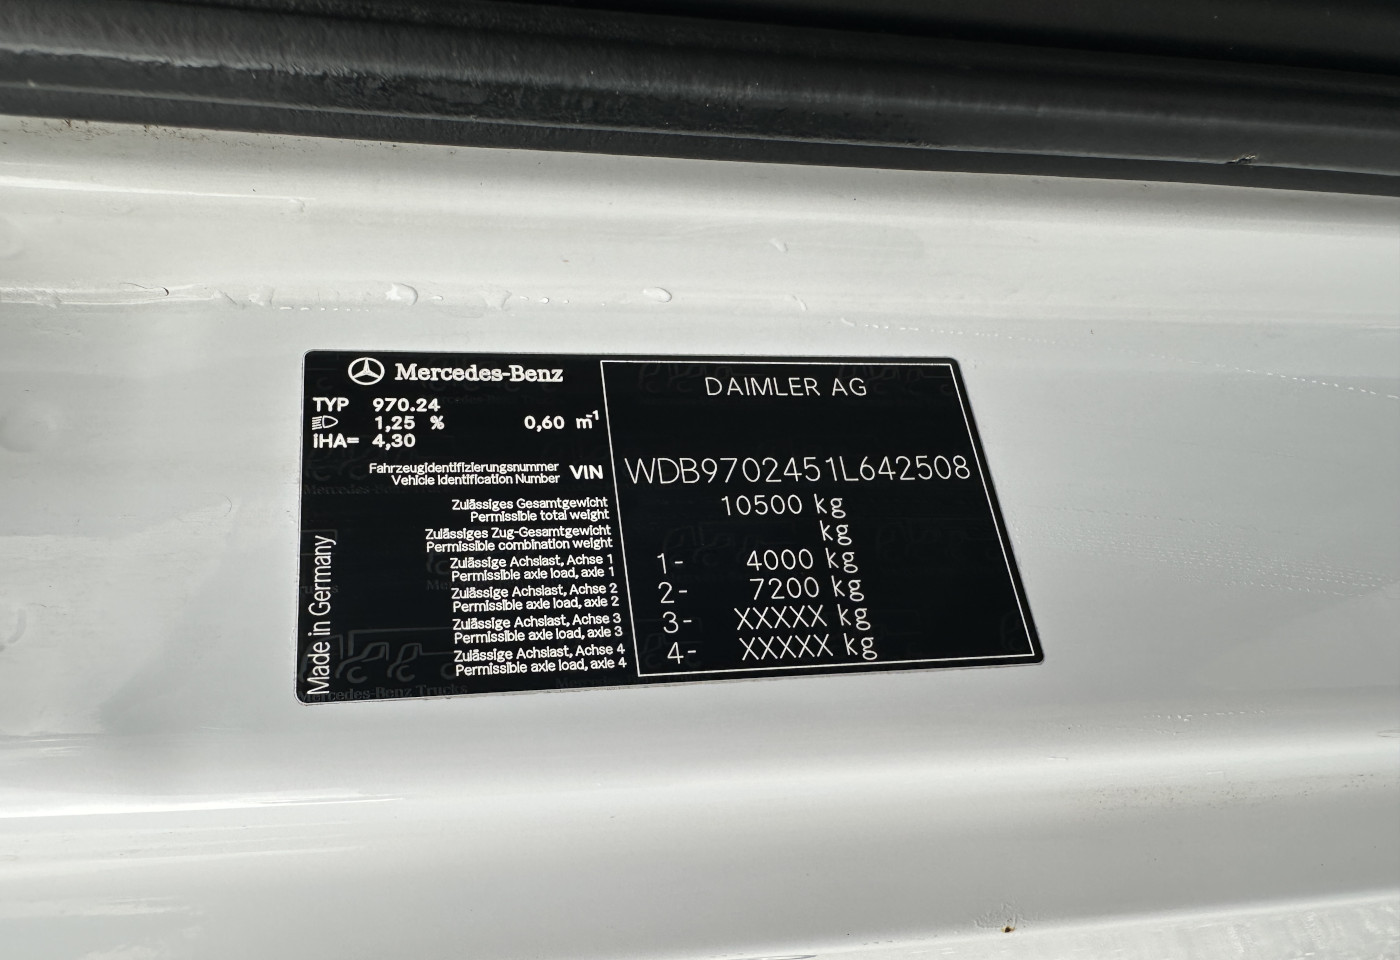 Mercedes-Benz
DAIMLER AG
TYP 970.24
1,25 % 0,60 m⁻¹
iHA= 4,30
Fahrzeugidentifizierungsnummer
Vehicle Identification Number
VIN WDB9702451L642508
Zulässiges Gesamtgewicht
Permissible total weight
10500 kg
Zulässiges Zug-Gesamtgewicht
Permissible combination weight
kg
Zulässige Achslast, Achse 1
Permissible axle load, axle 1
1- 4000 kg
Zulässige Achslast, Achse 2
Permissible axle load, axle 2
2- 7200 kg
Zulässige Achslast, Achse 3
Permissible axle load, axle 3
3- XXXXX kg
Zulässige Achslast, Achse 4
Permissible axle load, axle 4
4- XXXXX kg
Made in Germany
Mercedes-Benz Trucks